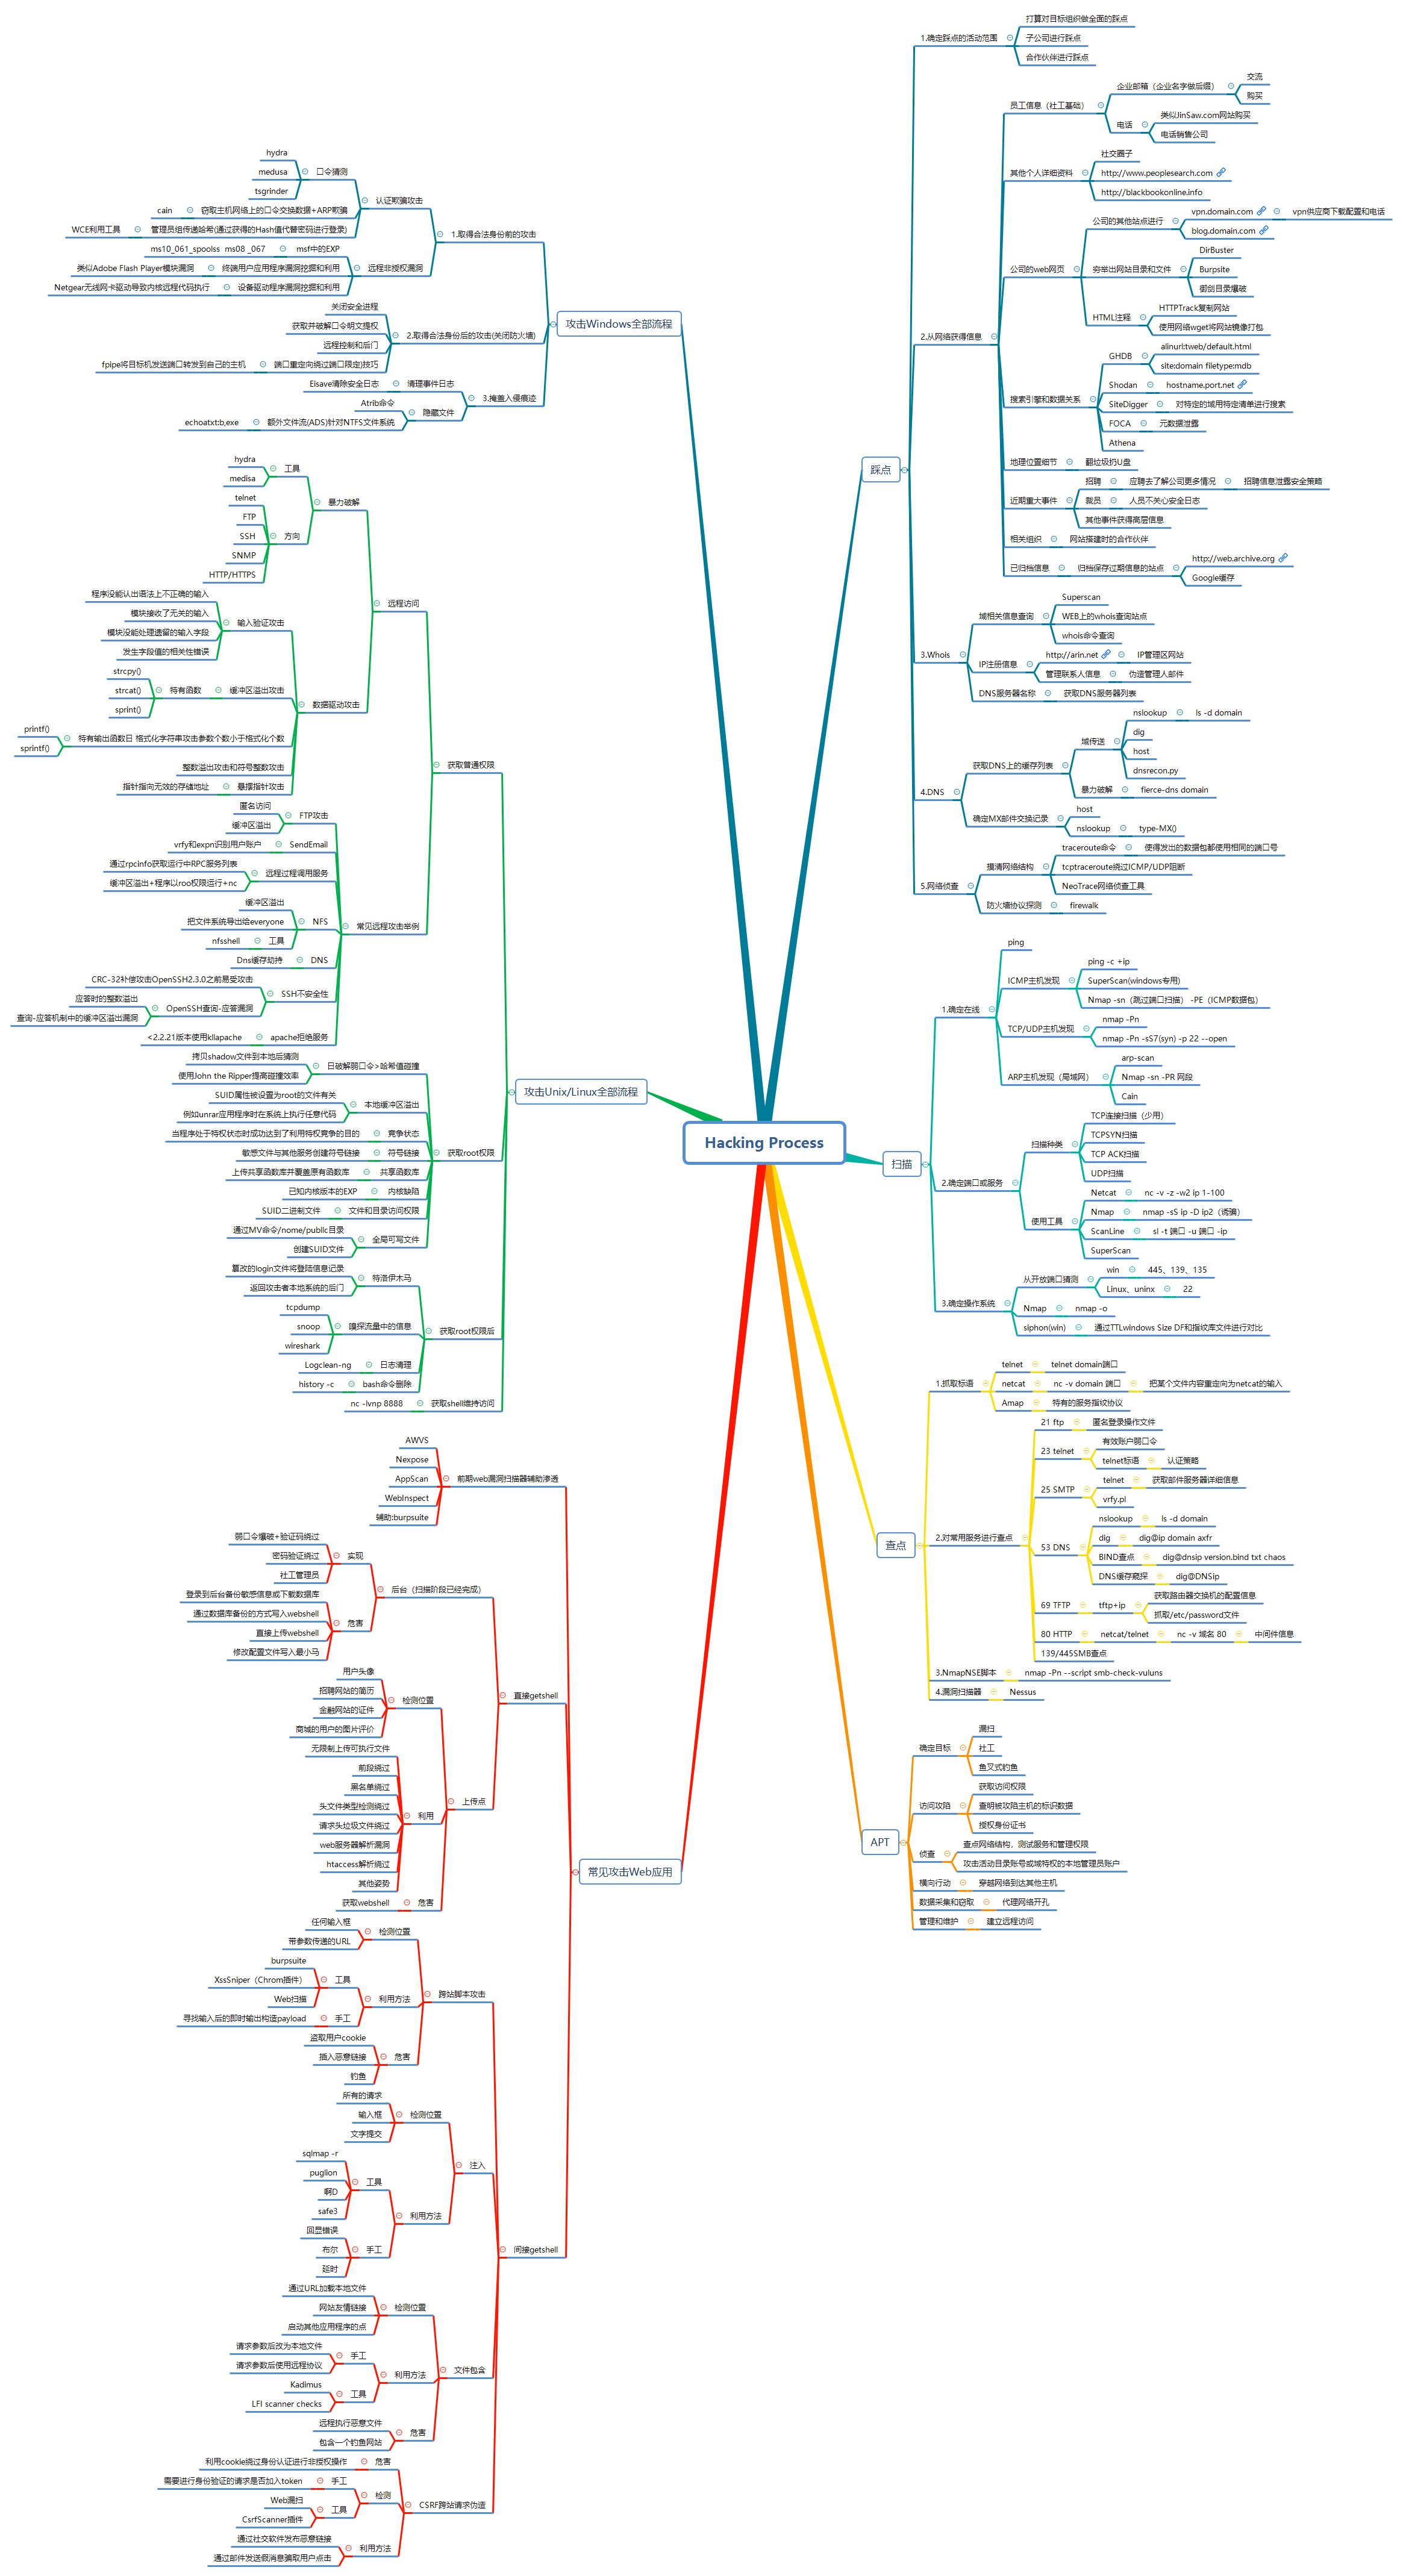 Hacking Process
踩点
1.确定踩点的活动范围
打算对目标组织做全面的踩点
子公司进行踩点
合作伙伴进行踩点
2.从网络获得信息
员工信息（社工基础）
企业邮箱（企业名字做后缀）
交流
购买
电话
类似JinSaw.com网站购买
电话销售公司
其他个人详细资料
社交圈子
http://www.peoplesearch.com
http://blackbookonline.info
公司的web网页
公司的其他站点进行
vpn.domain.com
vpn供应商下载配置和电话
blog.domain.com
穷举出网站目录和文件
DirBuster
Burpsite
御剑目录爆破
HTML注释
HTTPTrack复制网站
使用网络wget将网站镜像打包
搜索引擎和数据关系
GHDB
alinurl:tweb/default.html
site:domain filetype:mdb
Shodan
hostname.port.net
SiteDigger
对特定的域用特定清单进行搜索
FOCA
元数据泄露
Athena
地理位置细节
翻垃圾扔U盘
近期重大事件
招聘
应聘去了解公司更多情况
招聘信息泄露安全策略
裁员
人员不关心安全日志
其他事件获得高层信息
相关组织
网站搭建时的合作伙伴
已归档信息
归档保存过期信息的站点
http://web.archive.org
Google缓存
3.Whois
域相关信息查询
Superscan
WEB上的whois查询站点
whois命令查询
IP注册信息
http://arin.net
IP管理区网站
管理联系人信息
伪造管理人邮件
DNS服务器名称
获取DNS服务器列表
4.DNS
获取DNS上的缓存列表
域传送
nslookup
ls -d domain
dig
host
dnsrecon.py
暴力破解
fierce-dns domain
确定MX邮件交换记录
host
nslookup
type-MX()
5.网络侦查
摸清网络结构
traceroute命令
使得发出的数据包都使用相同的端口号
tcptraceroute绕过ICMP/UDP阻断
NeoTrace网络侦查工具
防火墙协议探测
firewalk
扫描
1.确定在线
ping
ICMP主机发现
ping -c +ip
SuperScan(windows专用)
Nmap -sn（跳过端口扫描） -PE（ICMP数据包）
TCP/UDP主机发现
nmap -Pn
nmap -Pn -sS7(syn) -p 22 --open
ARP主机发现（局域网）
arp-scan
Nmap -sn -PR 网段
Cain
2.确定端口或服务
扫描种类
TCP连接扫描（少用）
TCPSYN扫描
TCP ACK扫描
UDP扫描
使用工具
Netcat
nc -v -z -w2 ip 1-100
Nmap
nmap -sS ip -D ip2（诱骗）
ScanLine
sl -t 端口 -u 端口 -ip
SuperScan
3.确定操作系统
从开放端口猜测
win
445、139、135
Linux、uninx
22
Nmap
nmap -o
siphon(win)
通过TTLwindows Size DF和指纹库文件进行对比
查点
1.抓取标语
telnet
telnet domain端口
netcat
nc -v domain 端口
把某个文件内容重定向为netcat的输入
Amap
特有的服务指纹协议
2.对常用服务进行查点
21 ftp
匿名登录操作文件
23 telnet
有效账户弱口令
telnet标语
认证策略
25 SMTP
telnet
获取邮件服务器详细信息
vrfy.pl
53 DNS
nslookup
ls -d domain
dig
dig@ip domain axfr
BIND查点
dig@dnsip version.bind txt chaos
DNS缓存窥探
dig@DNSip
69 TFTP
tftp+ip
获取路由器交换机的配置信息
抓取/etc/password文件
80 HTTP
netcat/telnet
nc -v 域名 80
中间件信息
139/445SMB查点
3.NmapNSE脚本
nmap -Pn --script smb-check-vuluns
4.漏洞扫描器
Nessus
APT
确定目标
漏扫
社工
鱼叉式钓鱼
访问攻陷
获取访问权限
查明被攻陷主机的标识数据
授权身份证书
侦查
查点网络结构，测试服务和管理权限
攻击活动目录账号或域特权的本地管理员账户
横向行动
穿越网络到达其他主机
数据采集和窃取
代理网络开孔
管理和维护
建立远程访问
攻击Windows全部流程
1.取得合法身份前的攻击
认证欺骗攻击
口令猜测
hydra
medusa
tsgrinder
窃取主机网络上的口令交换数据+ARP欺骗
cain
管理员组传递哈希(通过获得的Hash值代替密码进行登录)
WCE利用工具
远程非授权漏洞
msf中的EXP
ms10_061_spoolss ms08_067
终端用户应用程序漏洞挖掘和利用
类似Adobe Flash Player模块漏洞
设备驱动程序漏洞挖掘和利用
Netgear无线网卡驱动导致内核远程代码执行
2.取得合法身份后的攻击(关闭防火墙)
关闭安全进程
获取并破解口令明文提权
远程控制和后门
端口重定向绕过端口限定)技巧
fpipe将目标机发送端口转发到自己的主机
3.掩盖入侵痕迹
清理事件日志
Eisave清除安全日志
隐藏文件
Atrib命令
额外文件流(ADS)针对NTFS文件系统
echoatxt:b,exe
攻击Unix/Linux全部流程
获取普通权限
远程访问
暴力破解
工具
hydra
medisa
方向
telnet
FTP
SSH
SNMP
HTTP/HTTPS
数据驱动攻击
输入验证攻击
程序没能认出语法上不正确的输入
模块接收了无关的输入
模块没能处理遗留的输入字段
发生字段值的相关性错误
缓冲区溢出攻击
特有函数
strcpy()
strcat()
sprint()
特有输出函数日 格式化字符串攻击参数个数小于格式化个数
printf()
sprintf()
整数溢出攻击和符号整数攻击
悬摆指针攻击
指针指向无效的存储地址
常见远程攻击举例
FTP攻击
匿名访问
缓冲区溢出
SendEmail
vrfy和expn识别用户账户
远程过程调用服务
通过rpcinfo获取运行中RPC服务列表
缓冲区溢出+程序以roo权限运行+nc
NFS
缓冲区溢出
把文件系统导出给everyone
工具
nfsshell
DNS
Dns缓存劫持
SSH不安全性
CRC-32补偿攻击OpenSSH2.3.0之前易受攻击
OpenSSH查询-应答漏洞
应答时的整数溢出
查询-应答机制中的缓冲区溢出漏洞
apache拒绝服务
<2.2.21版本使用kllapache
获取root权限
日破解弱口令>哈希值碰撞
拷贝shadow文件到本地后猜测
使用John the Ripper提高碰撞效率
本地缓冲区溢出
SUID属性被设置为root的文件有关
例如unrar应用程序时在系统上执行任意代码
竞争状态
当程序处于特权状态时成功达到了利用特权竞争的目的
符号链接
敏感文件与其他服务创建符号链接
共享函数库
上传共享函数库并覆盖原有函数库
内核缺陷
已知内核版本的EXP
文件和目录访问权限
SUID二进制文件
全局可写文件
通过MV命令/nome/publlc目录
创建SUID文件
获取root权限后
特洛伊木马
篡改的login文件将登陆信息记录
返回攻击者本地系统的后门
嗅探流量中的信息
tcpdump
snoop
wireshark
日志清理
Logclean-ng
bash命令删除
history -c
获取shell维持访问
nc -lvnp 8888
常见攻击Web应用
前期web漏洞扫描器辅助渗透
AWVS
Nexpose
AppScan
WebInspect
辅助:burpsuite
直接getshell
后台（扫描阶段已经完成）
实现
弱口令爆破+验证码绕过
密码验证绕过
社工管理员
危害
登录到后台备份敏感信息或下载数据库
通过数据库备份的方式写入webshell
直接上传webshell
修改配置文件写入最小马
上传点
检测位置
用户头像
招聘网站的简历
金融网站的证件
商城的用户的图片评价
利用
无限制上传可执行文件
前段绕过
黑名单绕过
头文件类型检测绕过
请求头垃圾文件绕过
web服务器解析漏洞
htaccess解析绕过
其他姿势
危害
获取webshell
间接getshell
跨站脚本攻击
检测位置
任何输入框
带参数传递的URL
利用方法
工具
burpsuite
XssSniper（Chrom插件）
Web扫描
手工
寻找输入后的即时输出构造payload
危害
盗取用户cookie
插入恶意链接
钓鱼
注入
检测位置
所有的请求
输入框
文字提交
利用方法
工具
sqlmap -r
puglion
啊D
safe3
手工
回显错误
布尔
延时
文件包含
检测位置
通过URL加载本地文件
网站友情链接
启动其他应用程序的点
利用方法
手工
请求参数后改为本地文件
请求参数后使用远程协议
工具
Kadimus
LFI scanner checks
危害
远程执行恶意文件
包含一个钓鱼网站
CSRF跨站请求伪造
危害
利用cookie绕过身份认证进行非授权操作
检测
手工
需要进行身份验证的请求是否加入token
工具
Web漏扫
CsrfScanner插件
利用方法
通过社交软件发布恶意链接
通过邮件发送假消息骗取用户点击